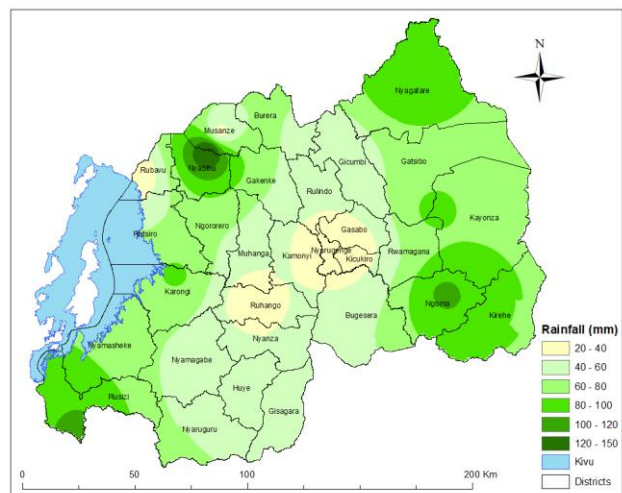 N
Nyagatare
Burera
Musanze
Gicumbi
Gatsibo
Rubavu
Nyabihu
Gakenke
Rulindo
Kayonza
Rutsiro
Ngororero
Gasabo
Muhanga
Kamonyi
Nyarugenge
Rwamagana
Kicukiro
Karongi
Ruhango
Ngoma
Kirehe
Bugesera
Nyamasheke
Nyanza
Nyamagabe
Huye
Rusizi
Gisagara
Nyaruguru
Rainfall (mm)
20 - 40
40 - 60
60 - 80
80 - 100
100 - 120
120 - 150
Kivu
Districts
0 50 100 200 Km